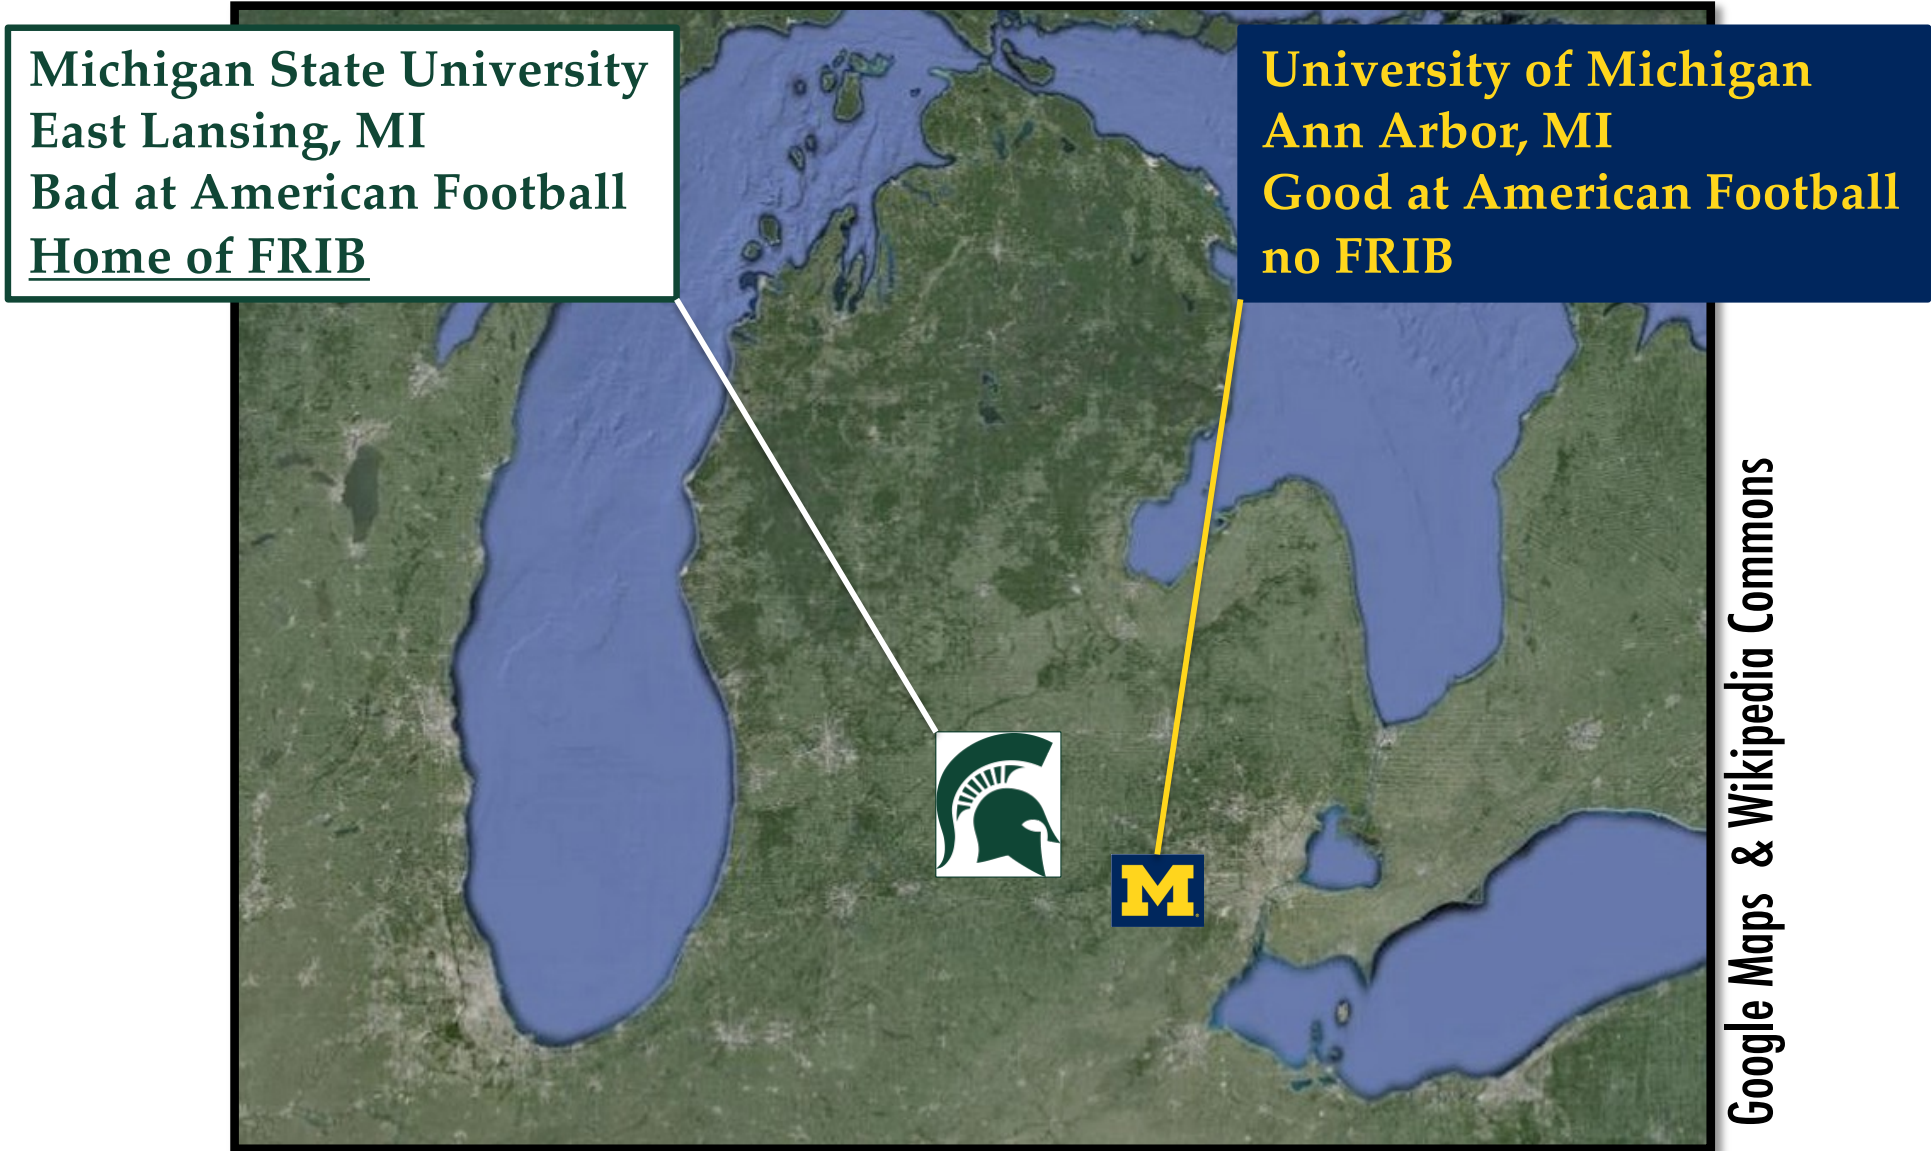 Michigan State University
East Lansing, MI
Bad at American Football
Home of FRIB
University of Michigan
Ann Arbor, MI
Good at American Football
no FRIB
M
Google Maps & Wikipedia Commons